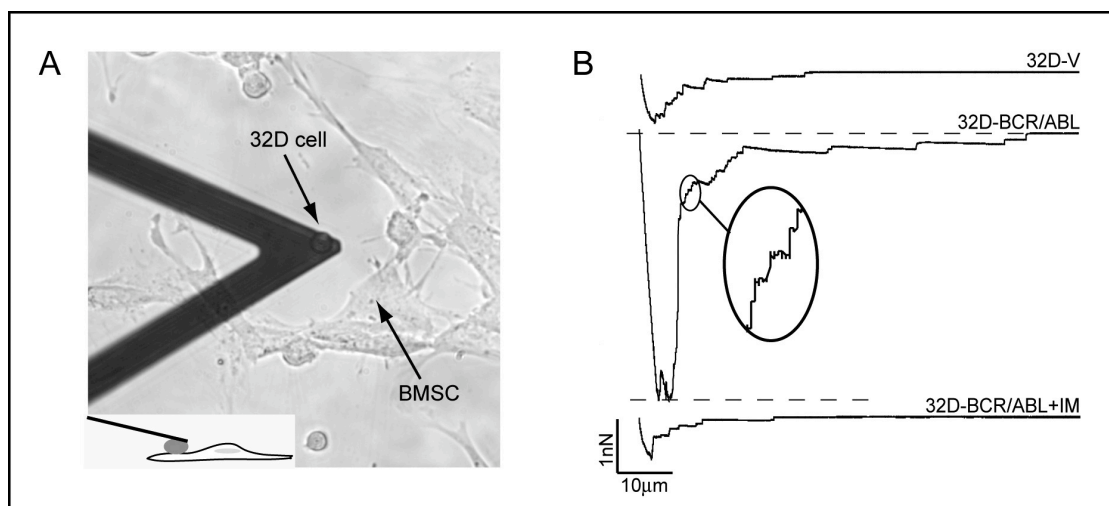 A
32D cell
BMSC
B
32D-V
32D-BCR/ABL
32D-BCR/ABL+IM
1nN
10μm